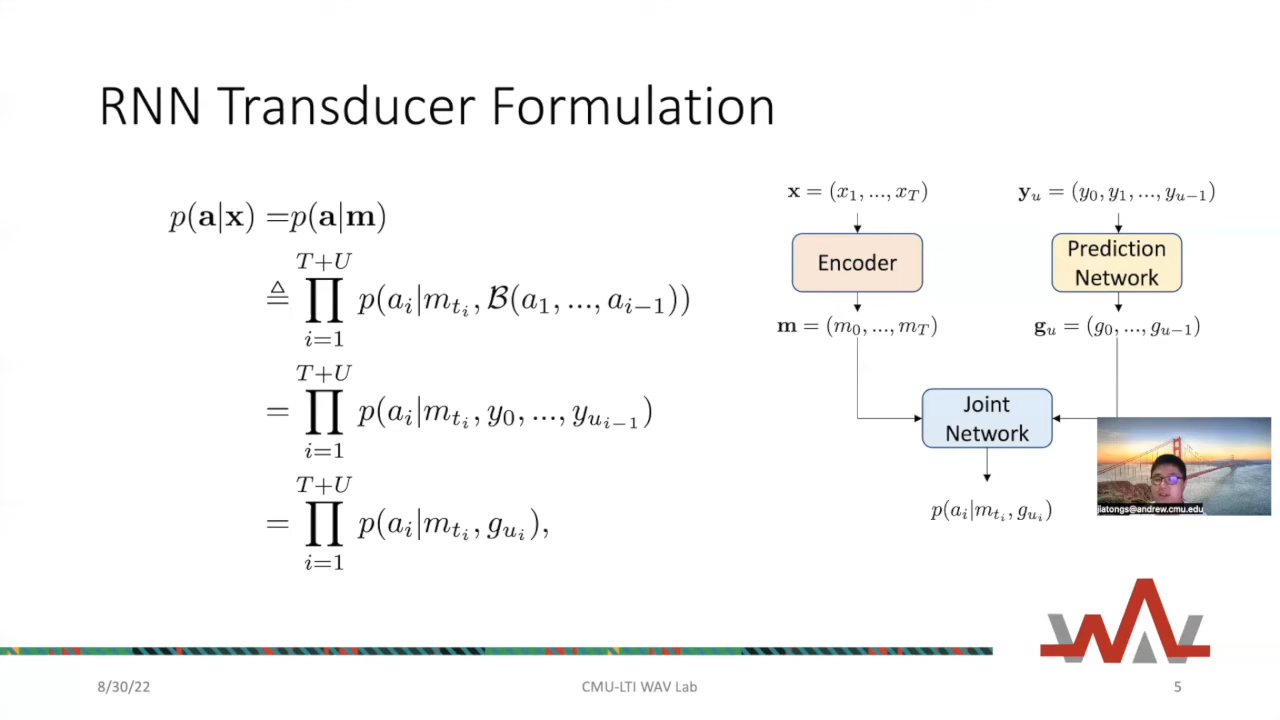 RNN Transducer Formulation
p(a|x) =p(a|m)
≜ ∏_{i=1}^{T+U} p(a_i|m_{t_i}, ℬ(a_1, ..., a_{i−1}))
= ∏_{i=1}^{T+U} p(a_i|m_{t_i}, y_0, ..., y_{u_{i−1}})
= ∏_{i=1}^{T+U} p(a_i|m_{t_i}, g_{u_i}),
x = (x_1, ..., x_T)
y_u = (y_0, y_1, ..., y_{u−1})
Encoder
Prediction
Network
m = (m_0, ..., m_T)
g_u = (g_0, ..., g_{u−1})
Joint
Network
p(a_i|m_{t_i}, g_{u_i})
jiatongs@andrew.cmu.edu
WAV
8/30/22
CMU-LTI WAV Lab
5